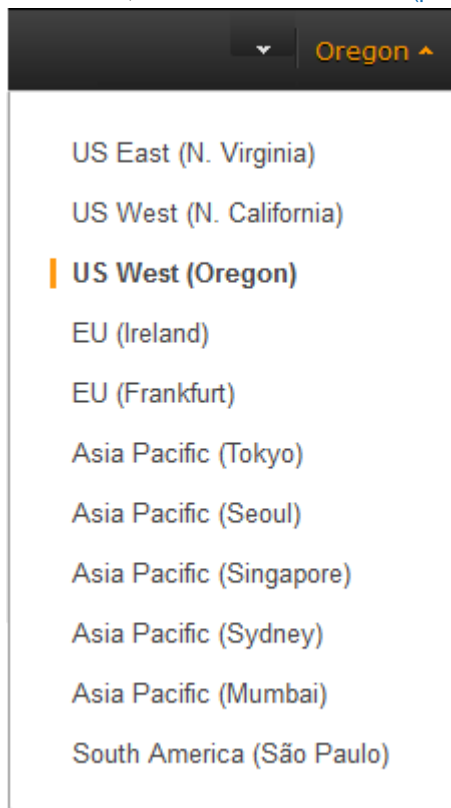 Oregon
US East (N. Virginia)
US West (N. California)
US West (Oregon)
EU (Ireland)
EU (Frankfurt)
Asia Pacific (Tokyo)
Asia Pacific (Seoul)
Asia Pacific (Singapore)
Asia Pacific (Sydney)
Asia Pacific (Mumbai)
South America (São Paulo)